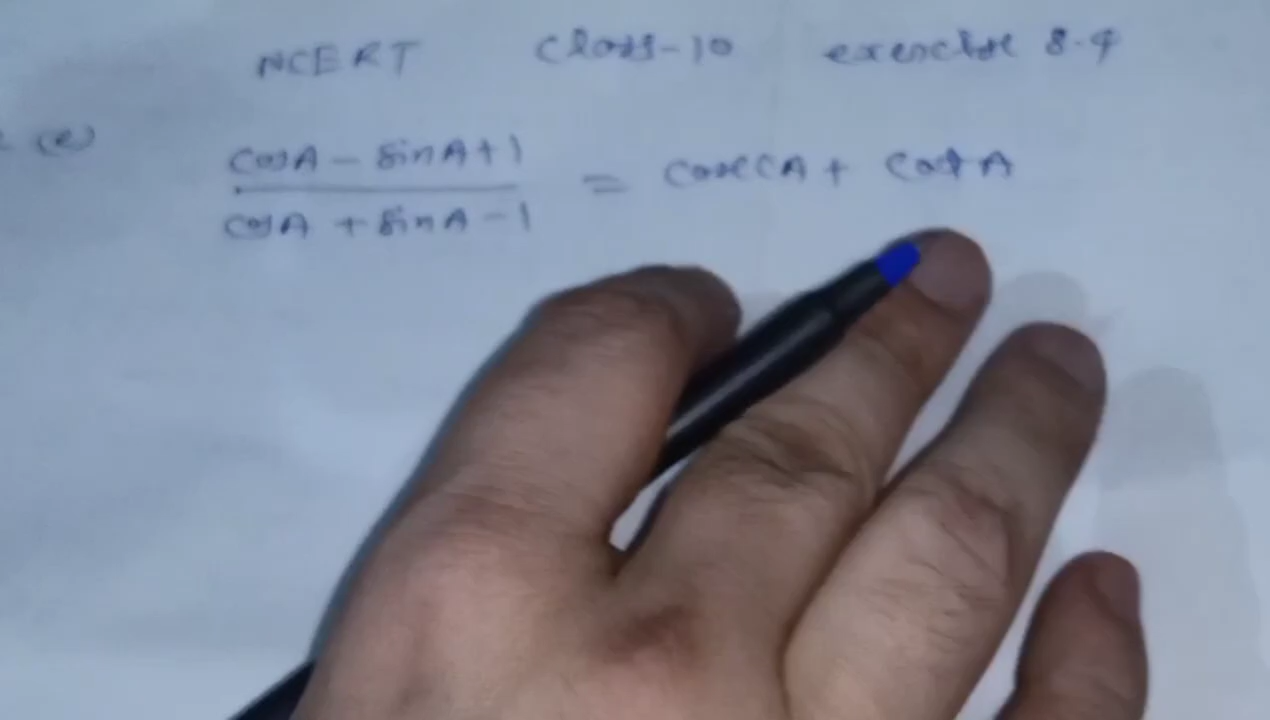 NCERT Class-10 exercise 8.4
(e) cosA - sinA+1 / cosA + sinA - 1 = cosecA + cotA